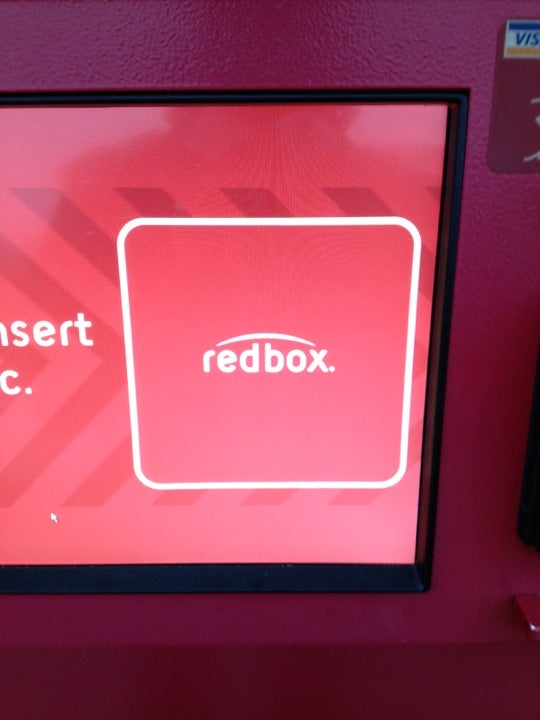 nsert
c.
redbox.
VIS